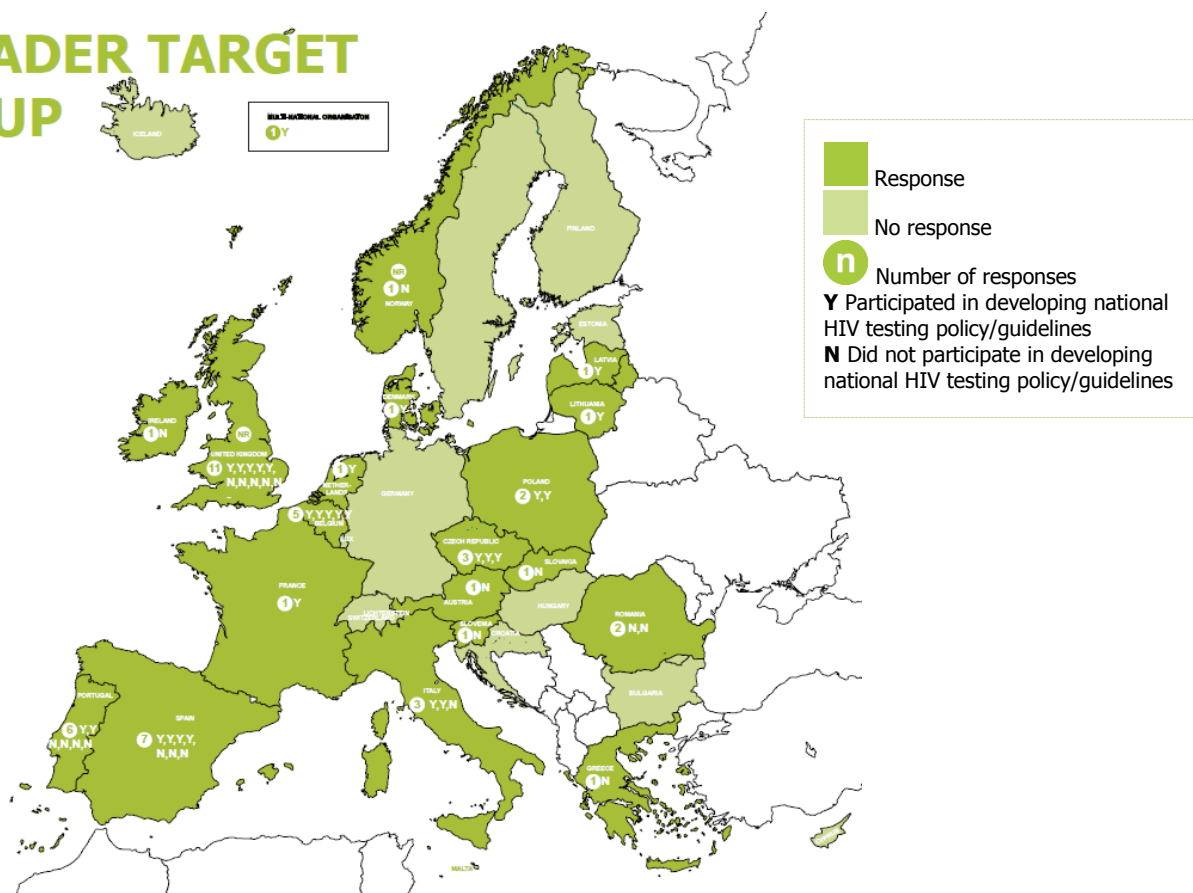 ADER TARGET
UP
ICELAND
MULTI-NATIONAL ORGANISATION
1 Y
Response
No response
n Number of responses
Y Participated in developing national
HIV testing policy/guidelines
N Did not participate in developing
national HIV testing policy/guidelines
FINLAND
NR
1 N
NORWAY
ESTONIA
LATVIA
1 Y
LITHUANIA
1 Y
DENMARK
1 Y
IRELAND
1 N
NR
UNITED KINGDOM
11 Y,Y,Y,Y,Y,
N,N,N,N,N
–
1 Y
NETHER-
LANDS
5 Y,Y,Y,Y,Y
BELGIUM
LUX
GERMANY
POLAND
2 Y,Y
CZECH REPUBLIC
3 Y,Y,Y
SLOVAKIA
1 N
1 N
AUSTRIA
FRANCE
1 Y
LICHTENSTEIN
SWITZERLAND
HUNGARY
SLOVENIA
1 N
CROATIA
ROMANIA
2 N,N
BULGARIA
ITALY
3 Y,Y,N
PORTUGAL
6 Y,Y
N,N,N,N
SPAIN
7 Y,Y,Y,Y,
N,N,N
GREECE
1 N
MALTA